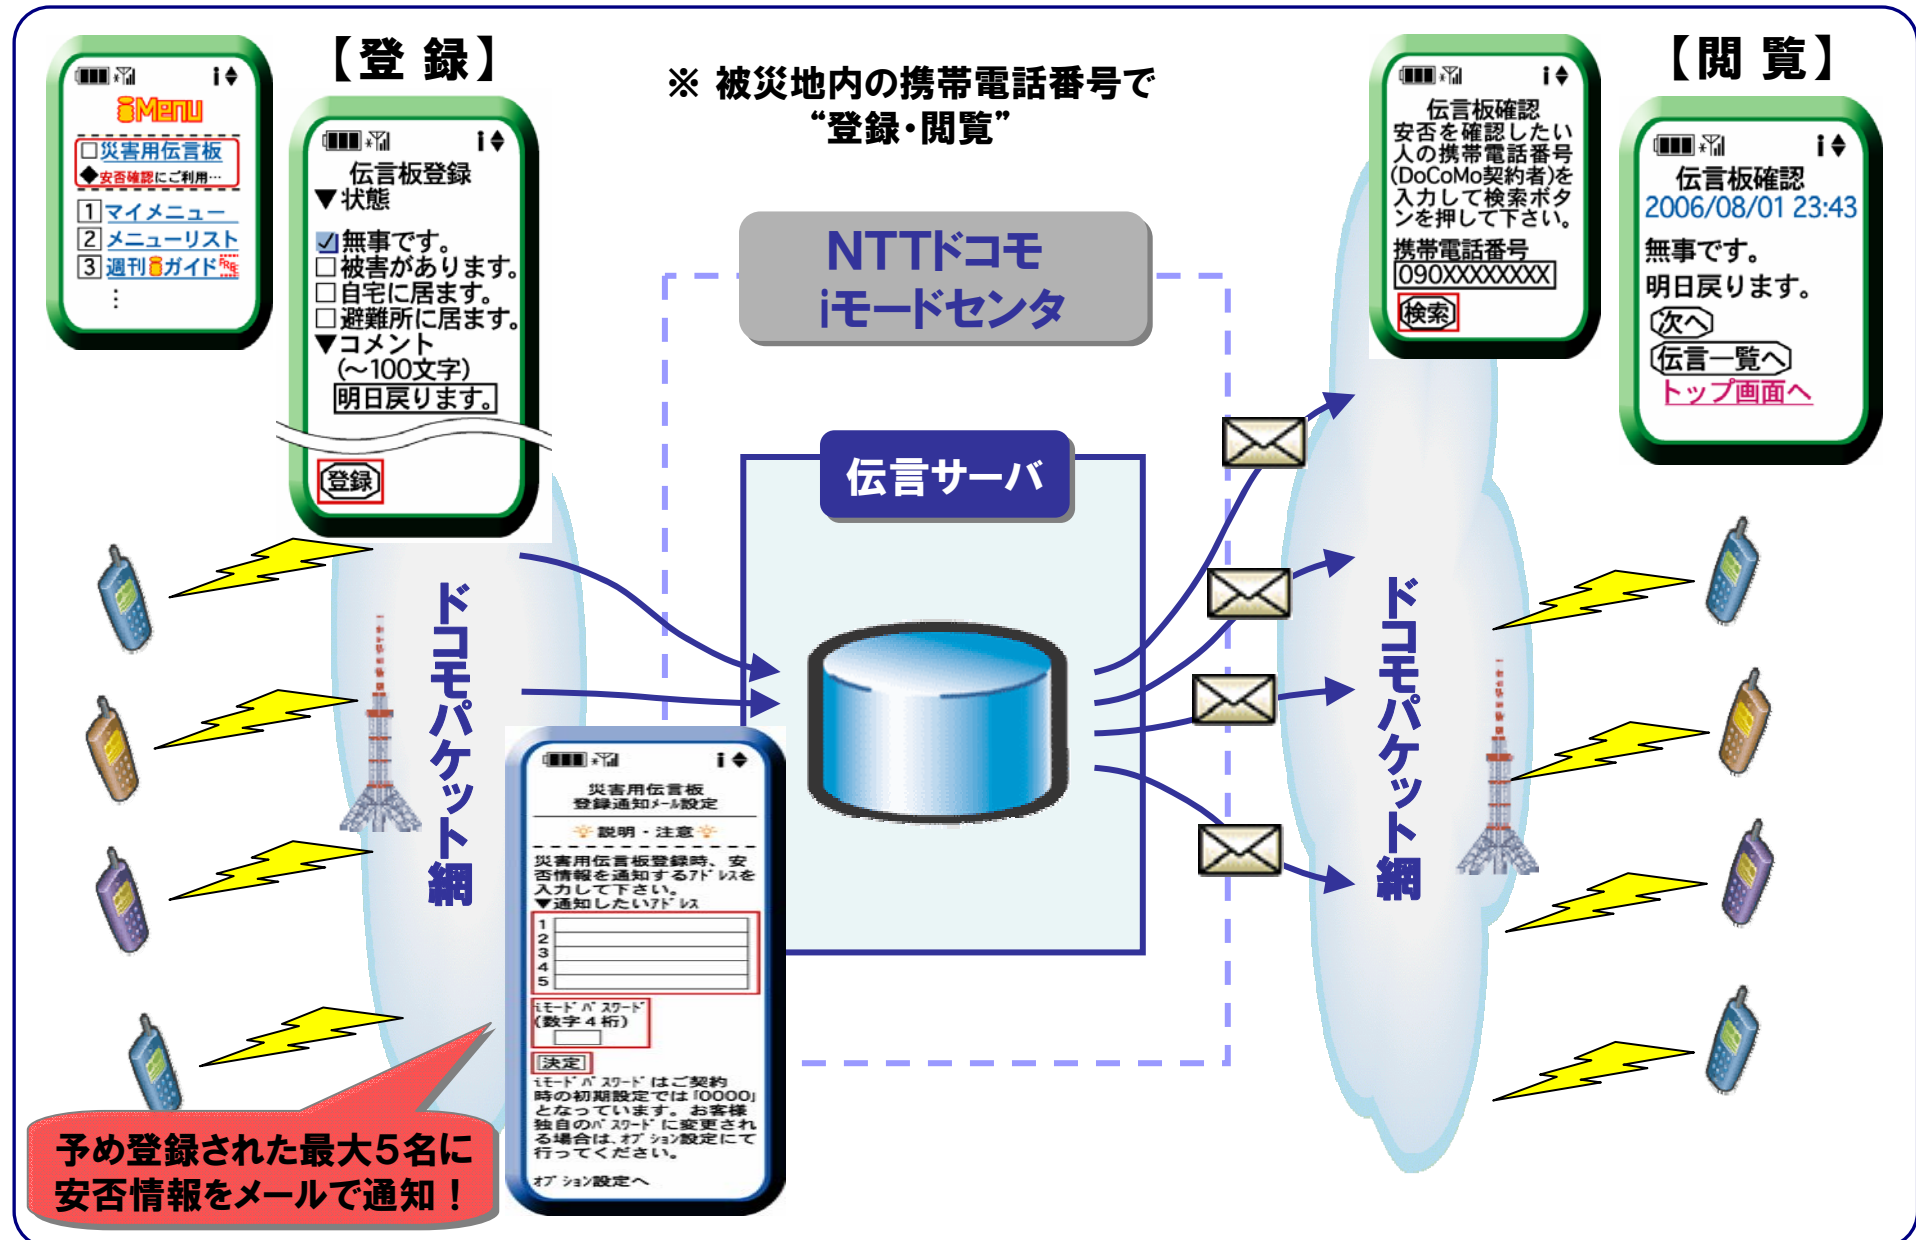 【登 録】
i
iMenu
□災害用伝言板
◆安否確認にご利用…
1 マイメニュー
2 メニューリスト
3 週刊iガイド
⋮
i
伝言板登録
▼状態
☑無事です。
□被害があります。
□自宅に居ます。
□避難所に居ます。
▼コメント
(～100文字)
明日戻ります。
登録
※ 被災地内の携帯電話番号で
“登録・閲覧”
NTTドコモ
iモードセンタ
伝言サーバ
【閲 覧】
i
伝言板確認
安否を確認したい
人の携帯電話番号
(DoCoMo契約者)を
入力して検索ボタ
ンを押して下さい。
携帯電話番号
090XXXXXXXX
検索
i
伝言板確認
2006/08/01 23:43
無事です。
明日戻ります。
次へ
伝言一覧へ
トップ画面へ
ドコモパケット網
ドコモパケット網
i
災害用伝言板
登録通知ﾒｰﾙ設定
説明・注意
災害用伝言板登録時、安
否情報を通知するｱﾄﾞﾚｽを
入力して下さい。
▼通知したいｱﾄﾞﾚｽ
1
2
3
4
5
iﾓｰﾄﾞﾊﾟｽﾜｰﾄﾞ
(数字4桁)
決定
iﾓｰﾄﾞﾊﾟｽﾜｰﾄﾞはご契約
時の初期設定では「0000」
となっています。お客様
独自のﾊﾟｽﾜｰﾄﾞに変更され
る場合は、ｵﾌﾟｼｮﾝ設定にて
行ってください。
ｵﾌﾟｼｮﾝ設定へ
予め登録された最大5名に
安否情報をメールで通知！